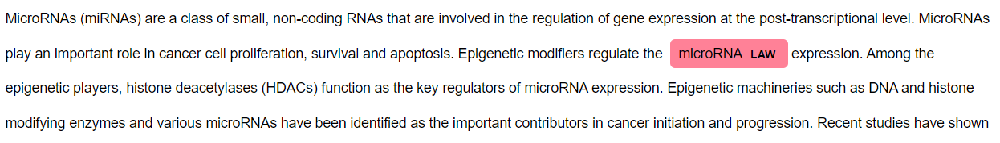 MicroRNAs (miRNAs) are a class of small, non-coding RNAs that are involved in the regulation of gene expression at the post-transcriptional level. MicroRNAs
play an important role in cancer cell proliferation, survival and apoptosis. Epigenetic modifiers regulate the microRNA LAW expression. Among the
epigenetic players, histone deacetylases (HDACs) function as the key regulators of microRNA expression. Epigenetic machineries such as DNA and histone
modifying enzymes and various microRNAs have been identified as the important contributors in cancer initiation and progression. Recent studies have shown